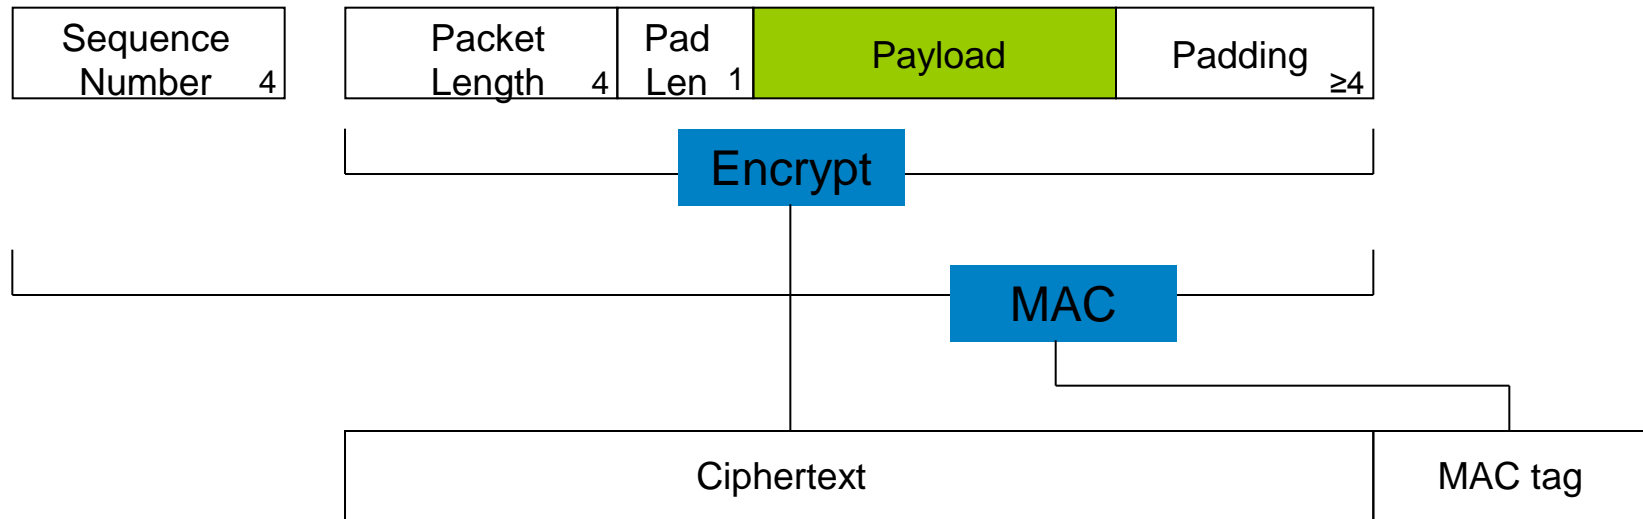 Sequence
Number 4
Packet
Length 4
Pad
Len 1
Payload
Padding
≥4
Encrypt
MAC
Ciphertext
MAC tag